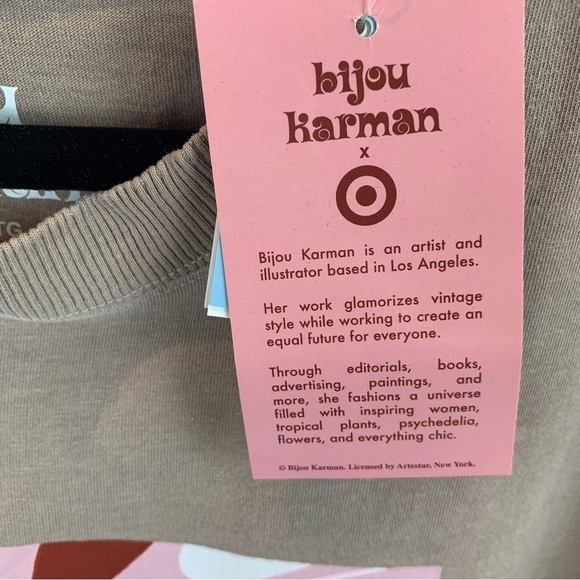 bijou
karman
x
Bijou Karman is an artist and
illustrator based in Los Angeles.
Her work glamorizes vintage
style while working to create an
equal future for everyone.
Through editorials, books,
advertising, paintings, and
more, she fashions a universe
filled with inspiring women,
tropical plants, psychedelia,
flowers, and everything chic.
© Bijou Karman. Licensed by Artestar, New York.